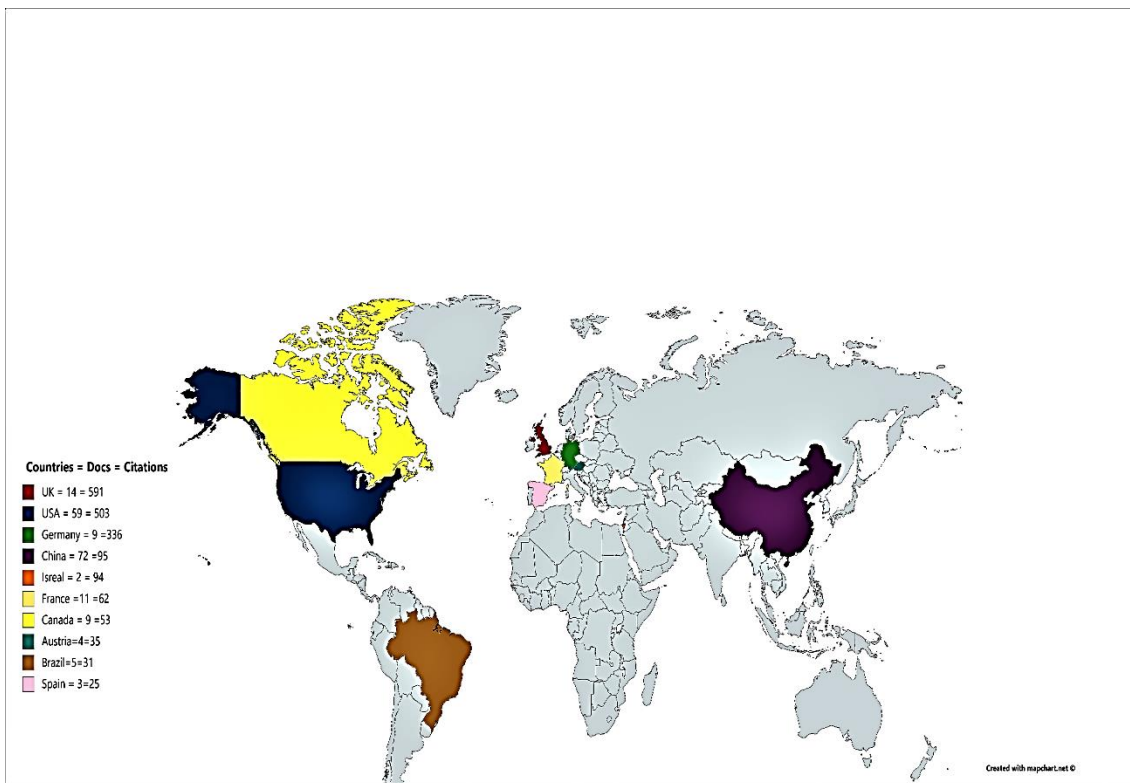 Countries = Docs = Citations
UK = 14 = 591
USA = 59 = 503
Germany = 9 =336
China = 72 =95
Isreal = 2 = 94
France =11 =62
Canada = 9 =53
Austria=4=35
Brazil=5=31
Spain = 3=25
Created with mapchart.net ©